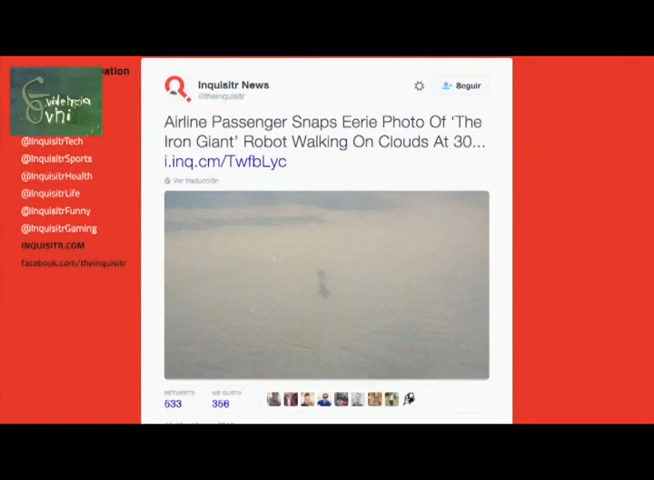 uation
Evidencia
Ovni
@InquisitrTech
@InquisitrSports
@InquisitrHealth
@InquisitrLife
@InquisitrFunny
@InquisitrGaming
INQUISITR.COM
facebook.com/theinquisitr
Inquisitr News
@theinquisitr
Seguir
Airline Passenger Snaps Eerie Photo Of ‘The
Iron Giant’ Robot Walking On Clouds At 30...
i.inq.cm/TwfbLyc
Ver traducción
RETWEETS
533
ME GUSTA
356